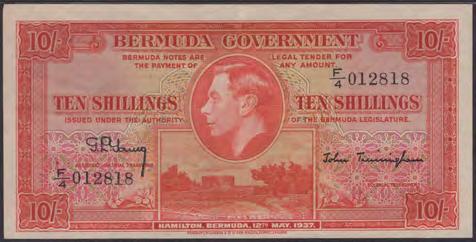 10/- BERMUDA GOVERNMENT 10/-
BERMUDA NOTES ARE LEGAL TENDER FOR
THE PAYMENT OF ANY AMOUNT
F/4 012818
TEN SHILLINGS TEN SHILLINGS
ISSUED UNDER THE AUTHORITY OF THE BERMUDA LEGISLATURE.
F/4 012818
10/- 10/-
HAMILTON, BERMUDA, 12TH MAY, 1937.